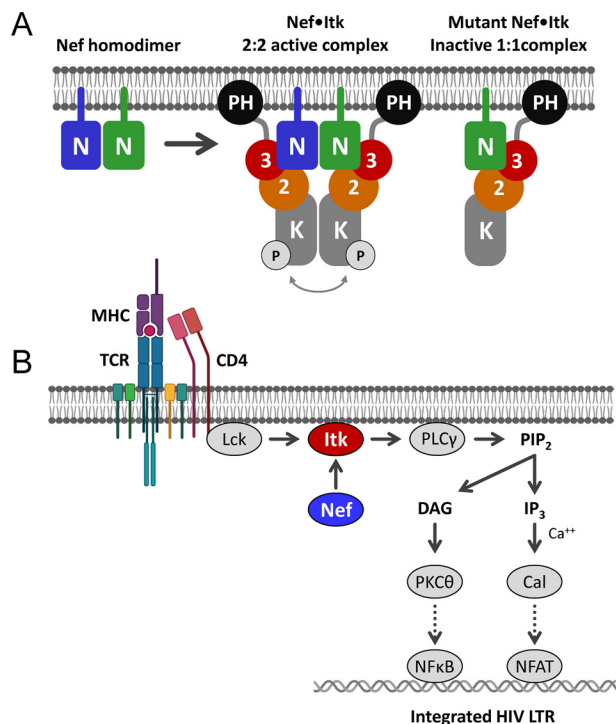 A
Nef homodimer
Nef•Itk
2:2 active complex
Mutant Nef•Itk
Inactive 1:1complex
PH
PH
PH
N
N
N
N
N
3
3
3
2
2
2
K
K
K
P
P
B
MHC
TCR
CD4
Lck
Itk
PLCγ
PIP2
Nef
DAG
IP3
Ca++
PKCθ
Cal
NFκB
NFAT
Integrated HIV LTR